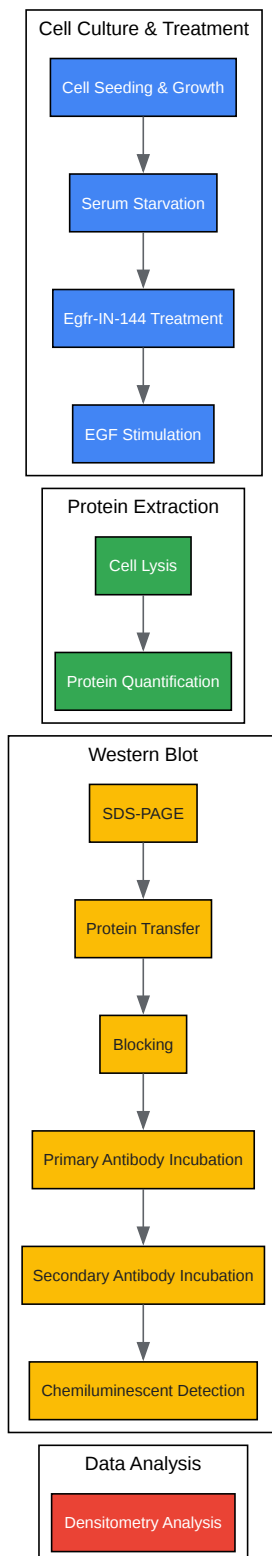 Cell Culture & Treatment
Cell Seeding & Growth
Serum Starvation
Egfr-IN-144 Treatment
EGF Stimulation
Protein Extraction
Cell Lysis
Protein Quantification
Western Blot
SDS-PAGE
Protein Transfer
Blocking
Primary Antibody Incubation
Secondary Antibody Incubation
Chemiluminescent Detection
Data Analysis
Densitometry Analysis